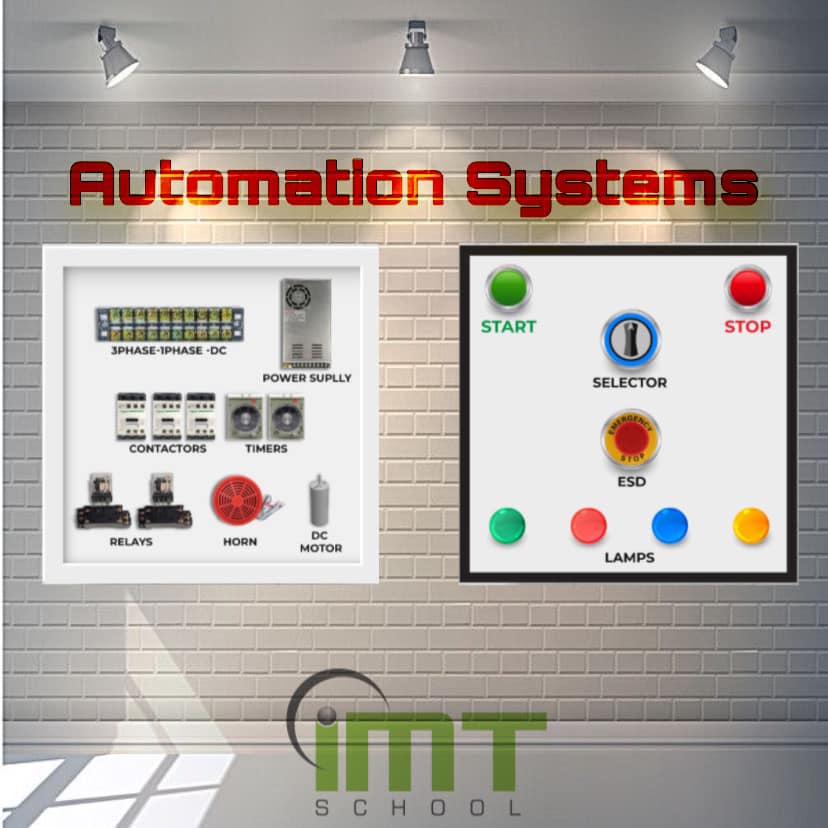 Automation Systems
3PHASE-1PHASE -DC
POWER SUPLLY
CONTACTORS
TIMERS
RELAYS
HORN
DC
MOTOR
START
STOP
SELECTOR
EMERGENCY
STOP
ESD
LAMPS
iMT
SCHOOL